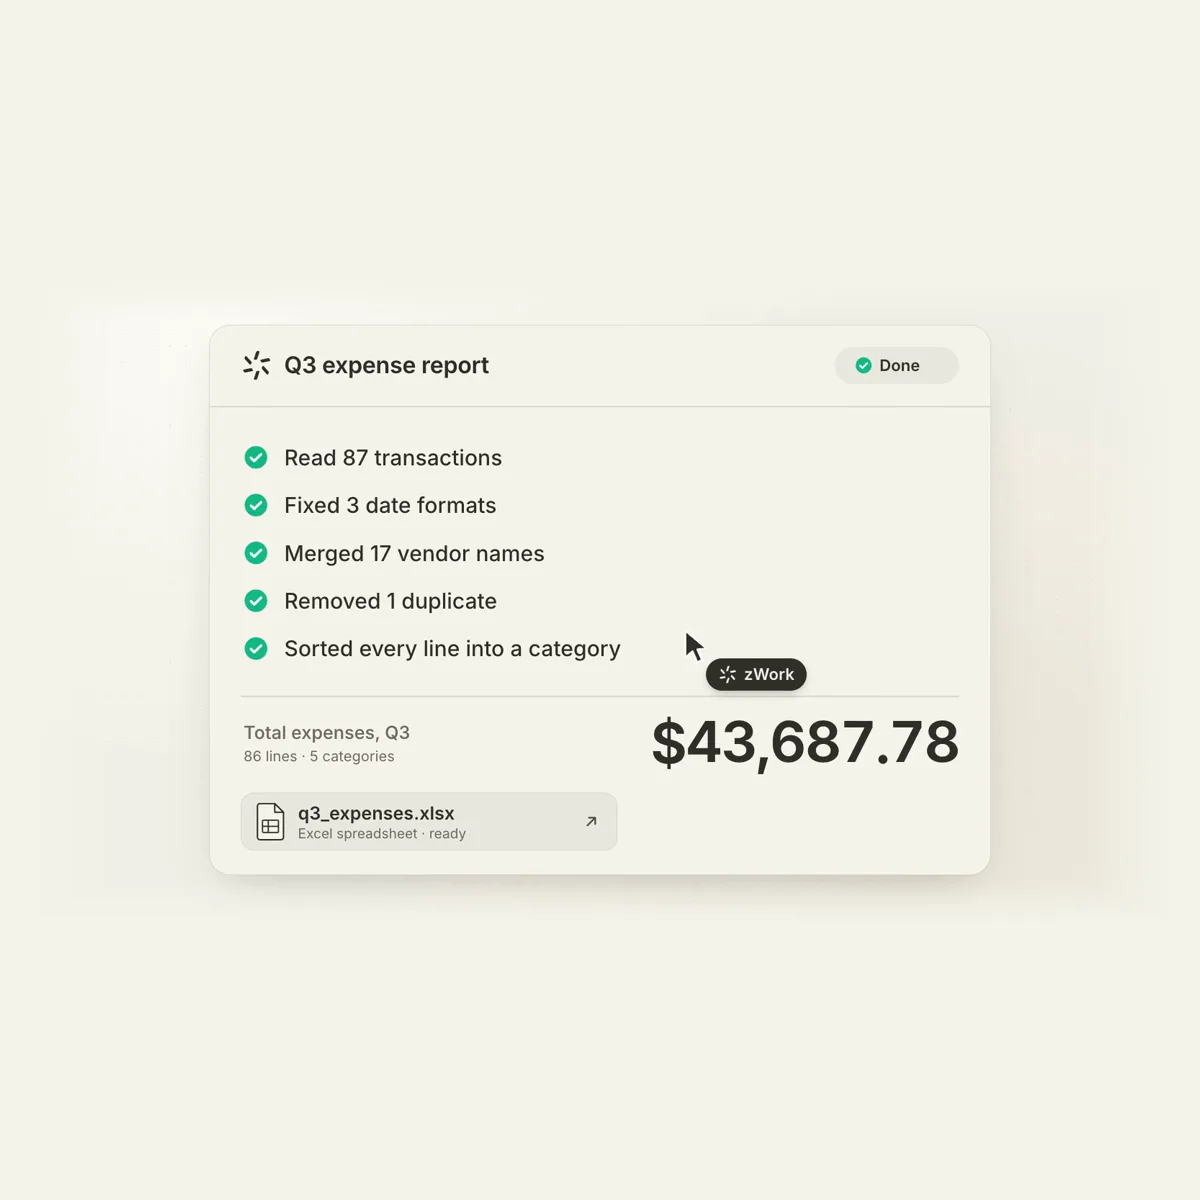 Q3 expense report
Done
Read 87 transactions
Fixed 3 date formats
Merged 17 vendor names
Removed 1 duplicate
Sorted every line into a category
zWork
Total expenses, Q3
$43,687.78
86 lines · 5 categories
q3_expenses.xlsx
Excel spreadsheet · ready